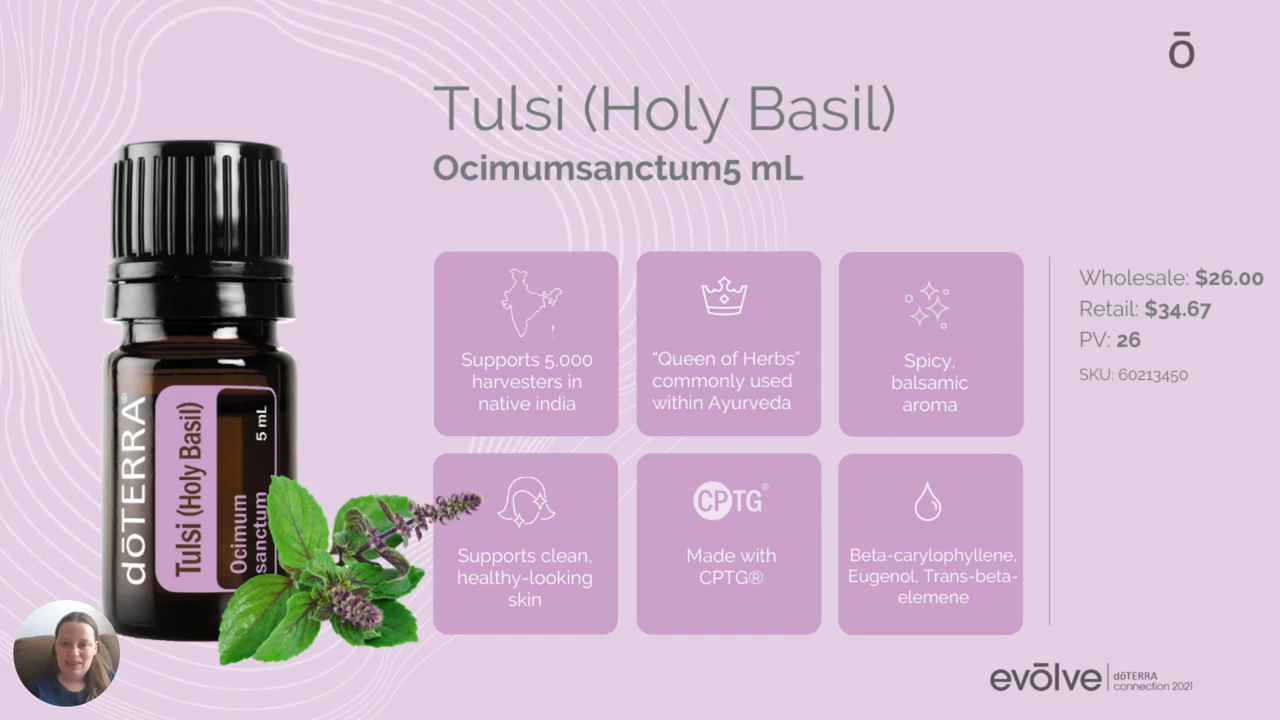 ō
Tulsi (Holy Basil)
Ocimumsanctum5 mL
Supports 5,000
harvesters in
native india
“Queen of Herbs”
commonly used
within Ayurveda
Spicy,
balsamic
aroma
Supports clean,
healthy-looking
skin
CPTG®
Made with
CPTG®
Beta-carylophyllene,
Eugenol, Trans-beta-
elemene
Wholesale: $26.00
Retail: $34.67
PV: 26
SKU: 60213450
dōTERRA®
Tulsi (Holy Basil)
Ocimum
sanctum
5 mL
evōlve
dōTERRA
connection 2021